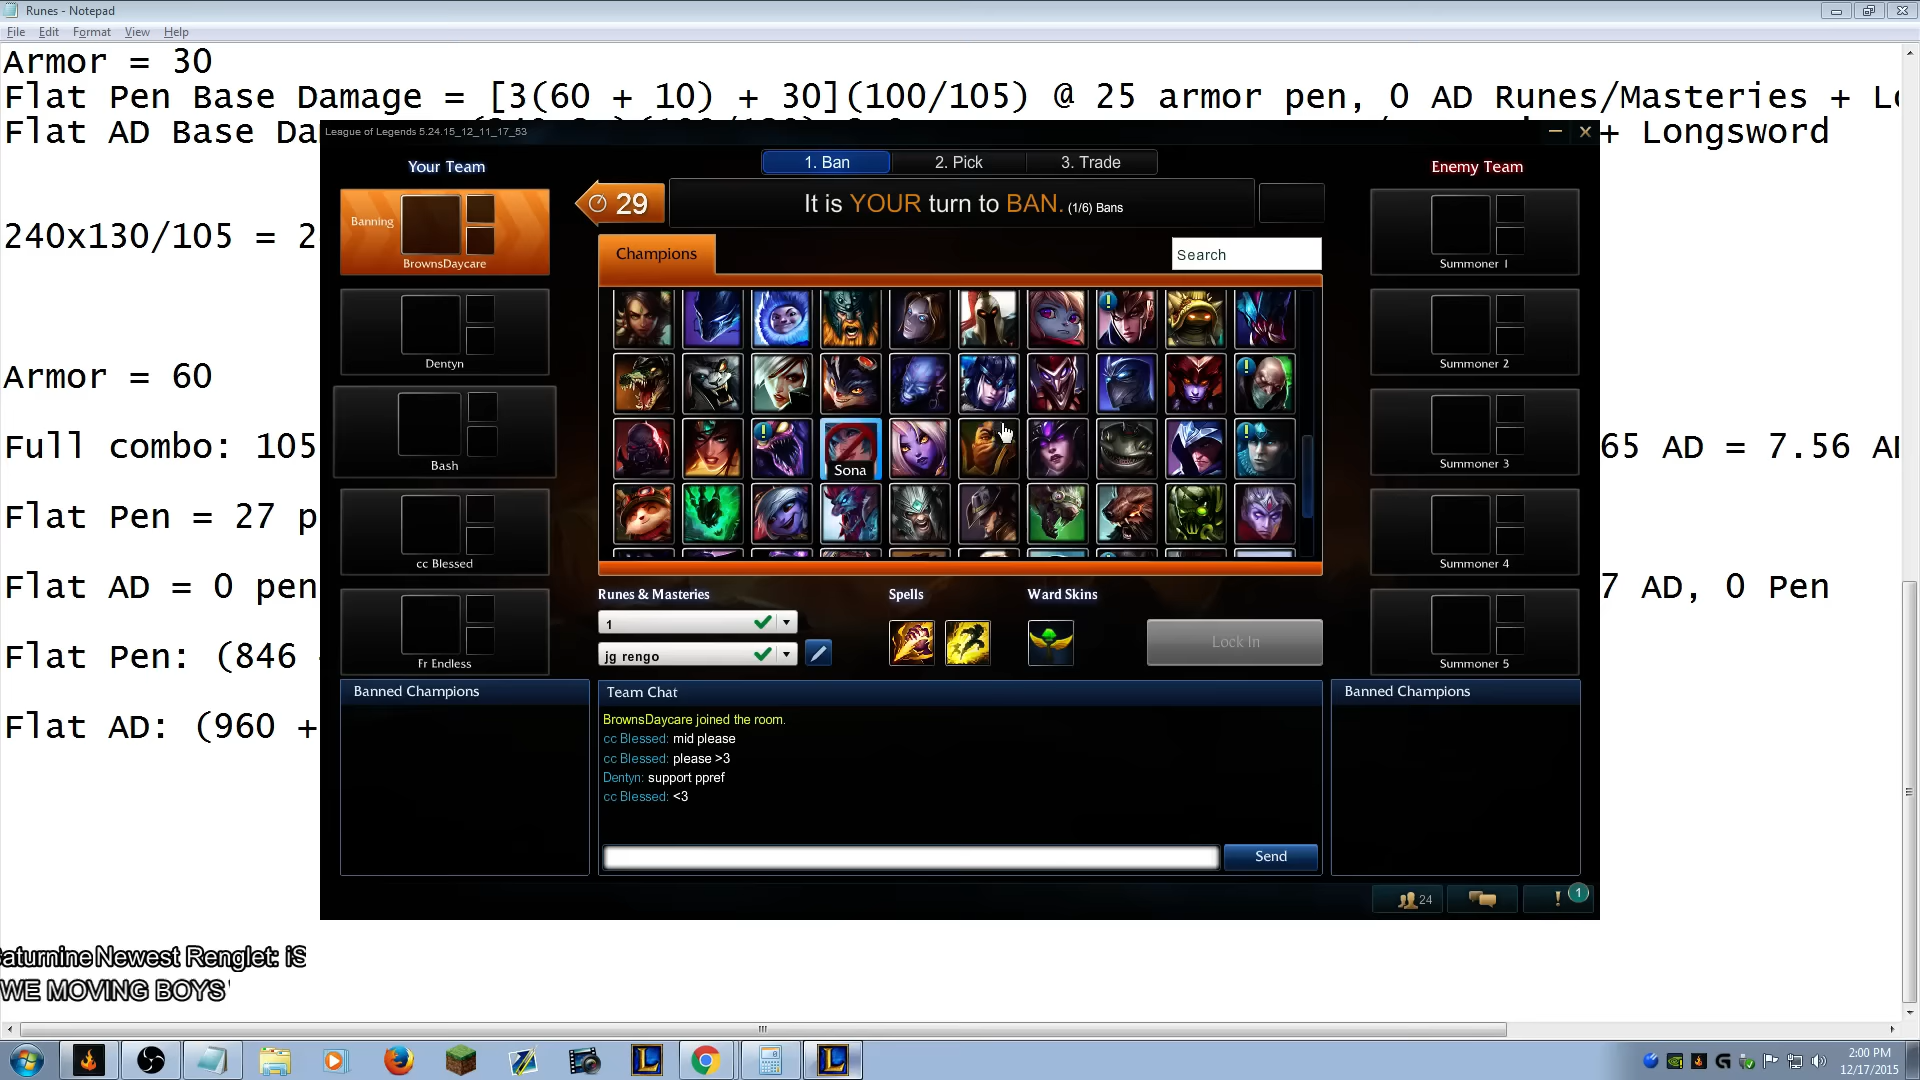 Runes - Notepad
File Edit Format View Help
Armor = 30
Flat Pen Base Damage = [3(60 + 10) + 30](100/105) @ 25 armor pen, 0 AD Runes/Masteries + Lo
Flat AD Base Da + Longsword
240x130/105 = 2
Armor = 60
Full combo: 105 65 AD = 7.56 A
Flat Pen = 27 p
Flat AD = 0 pen 7 AD, 0 Pen
Flat Pen: (846
Flat AD: (960 +
League of Legends 5.24.15_12_11_17_53
Your Team
1. Ban 2. Pick 3. Trade
Enemy Team
29
It is YOUR turn to BAN. (1/6) Bans
Banning
BrownsDaycare
Dentyn
Bash
cc Blessed
Fr Endless
Champions
Search
Sona
Summoner 1
Summoner 2
Summoner 3
Summoner 4
Summoner 5
Runes & Masteries
1
jg rengo
Spells
Ward Skins
Lock In
Banned Champions
Team Chat
BrownsDaycare joined the room.
cc Blessed: mid please
cc Blessed: please >3
Dentyn: support ppref
cc Blessed: <3
Send
Banned Champions
24
1
aturnine Newest Renglet: iS
WE MOVING BOYS
2:00 PM
12/17/2015